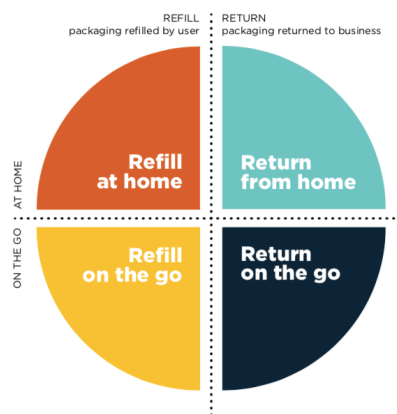 REFILL
packaging refilled by user
RETURN
packaging returned to business
AT HOME
Refill
at home
Return
from home
ON THE GO
Refill
on the go
Return
on the go